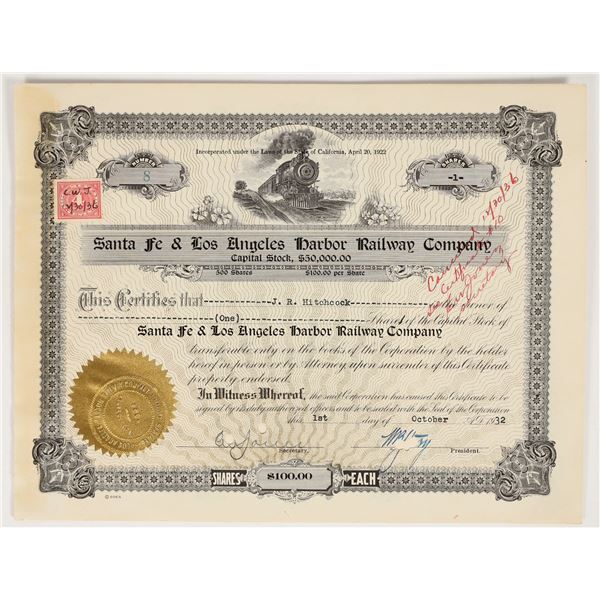 Incorporated under the Laws of the State of California, April 20, 1922
NUMBER
8
SHARES
-1-
C.W.J.
Santa Fe & Los Angeles Harbor Railway Company
Capital Stock, $50,000.00
500 Shares $100.00 per Share
Cancelled
This Certifies that J. R. Hitchcock is the owner of
(One) Shares of the Capital Stock of
Santa Fe & Los Angeles Harbor Railway Company
transferable only on the books of the Corporation by the holder
hereof in person or by Attorney, upon surrender of this Certificate
properly endorsed.
In Witness Whereof, the said Corporation has caused this Certificate to be
signed by its duly authorized officers and to be sealed with the Seal of the Corporation
this 1st day of October A.D. 1932
Secretary. President.
SHARES $100.00 EACH
© GOES